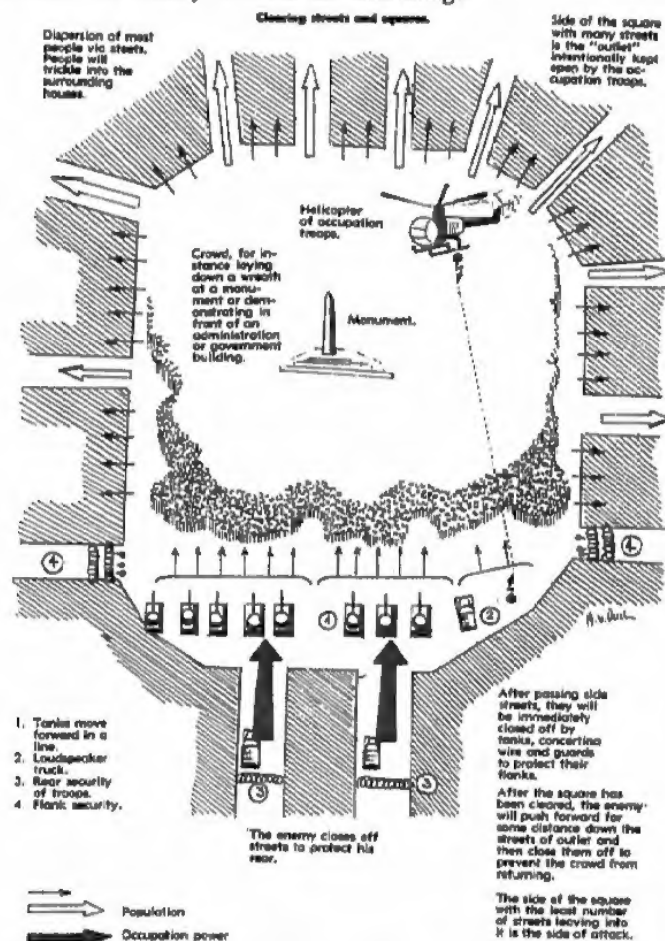 Clearing streets and squares.
Dispersion of most
people via steets.
People will
trickle into the
surrounding
houses.
Side of the square
with many streets
is the "outlet"
intentionally kept
open by the oc-
cupation troops.
Helicopter
of occupation
troops.
Crowd, for in-
stance laying
down a wreath
at a monu-
ment or dem-
onstrating in
front of an
administration
or government
building.
Monument.
4
4
4
2
1. Tanks move
forward in a
line.
2. Loudspeaker
truck.
3. Rear security
of troops.
4. Flank security.
3
3
The enemy closes off
streets to protect his
rear.
After passing side
streets, they will
be immediately
closed off by
tanks, concertina
wire and guards
to protect their
flanks.
After the square has
been cleared, the enemy
will push forward for
some distance down the
streets of outlet and
then close them off to
prevent the crowd from
returning.
The side of the square
with the least number
of streets leaving into
it is the side of attack.
Population
Occupation power